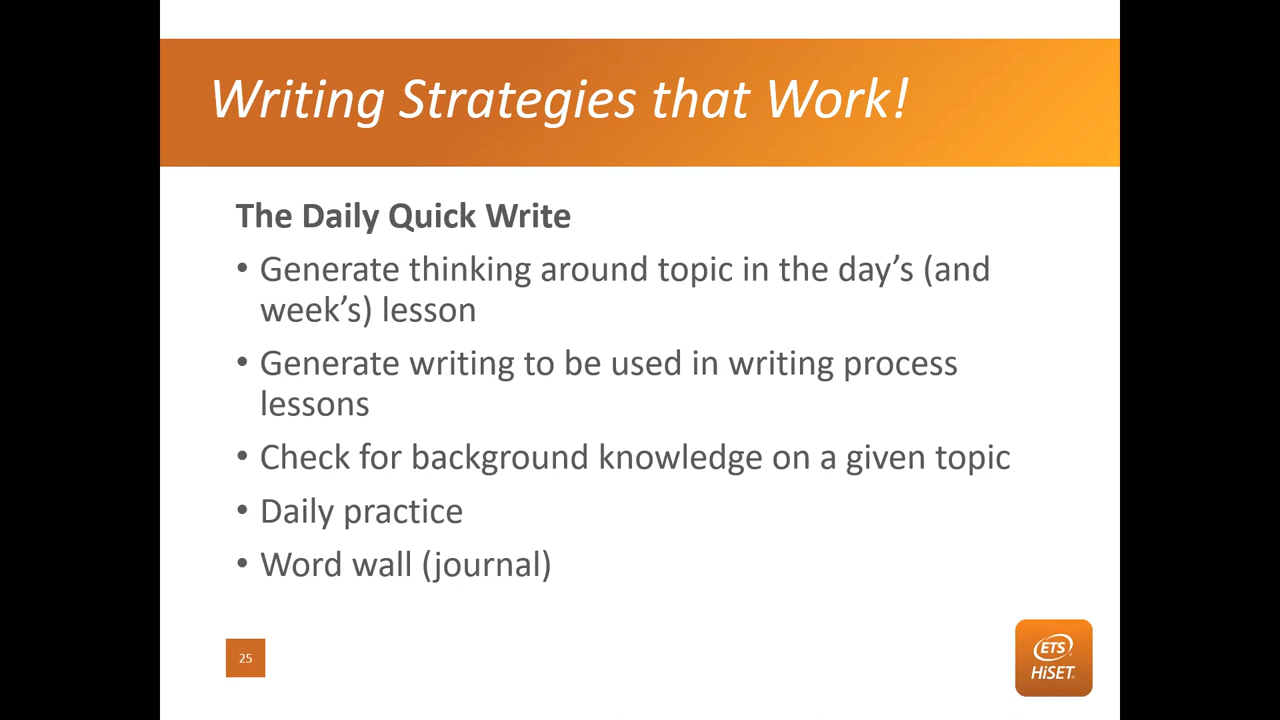 Writing Strategies that Work!
The Daily Quick Write
• Generate thinking around topic in the day’s (and
week’s) lesson
• Generate writing to be used in writing process
lessons
• Check for background knowledge on a given topic
• Daily practice
• Word wall (journal)
25
ETS
HiSET